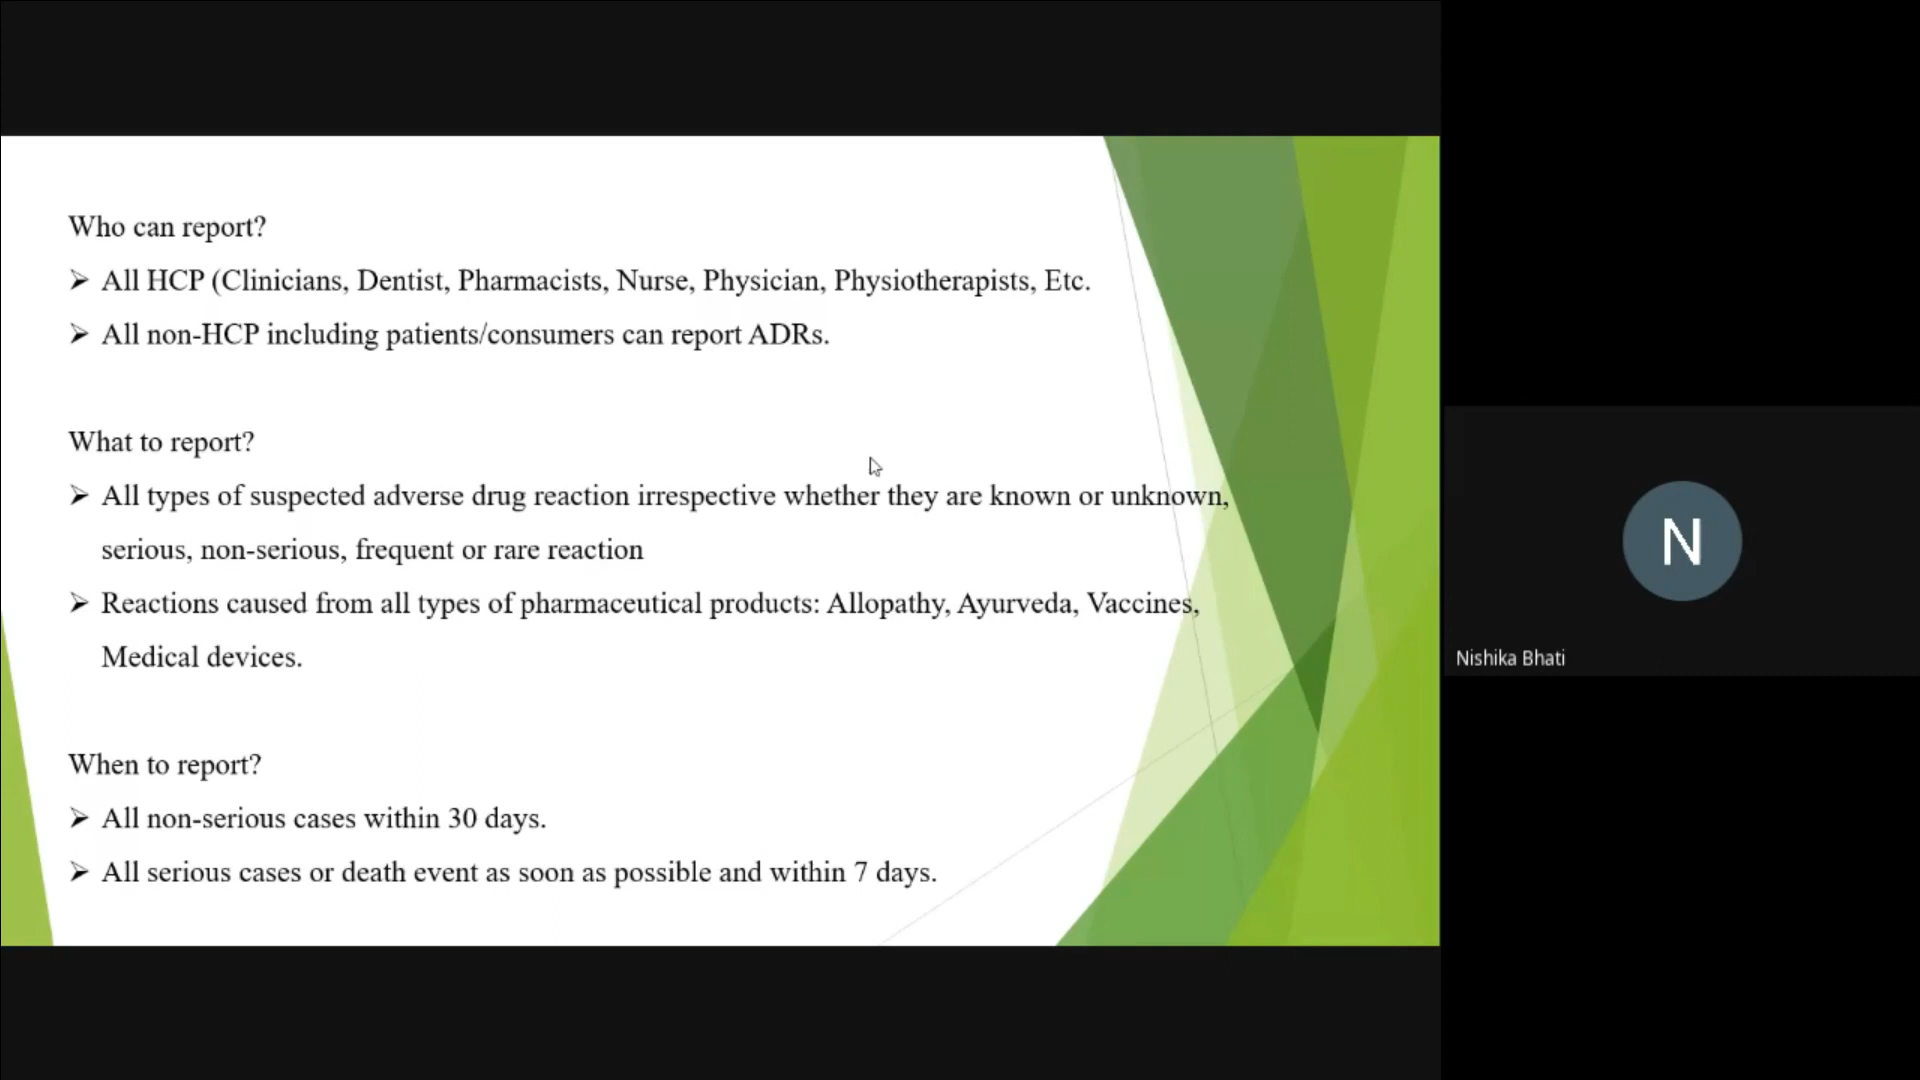 Who can report?
➢ All HCP (Clinicians, Dentist, Pharmacists, Nurse, Physician, Physiotherapists, Etc.
➢ All non-HCP including patients/consumers can report ADRs.
What to report?
➢ All types of suspected adverse drug reaction irrespective whether they are known or unknown,
serious, non-serious, frequent or rare reaction
➢ Reactions caused from all types of pharmaceutical products: Allopathy, Ayurveda, Vaccines,
Medical devices.
When to report?
➢ All non-serious cases within 30 days.
➢ All serious cases or death event as soon as possible and within 7 days.
N
Nishika Bhati